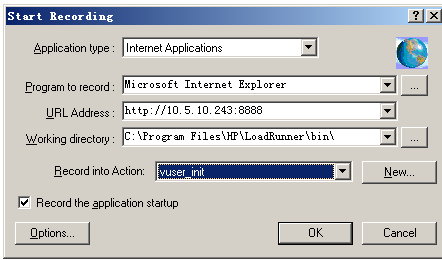 Start Recording
Application type : Internet Applications
Program to record : Microsoft Internet Explorer ...
URL Address : http://10.5.10.243:8888
Working directory : C:\Program Files\HP\LoadRunner\bin\ ...
Record into Action: vuser_init New...
Record the application startup
Options... OK Cancel